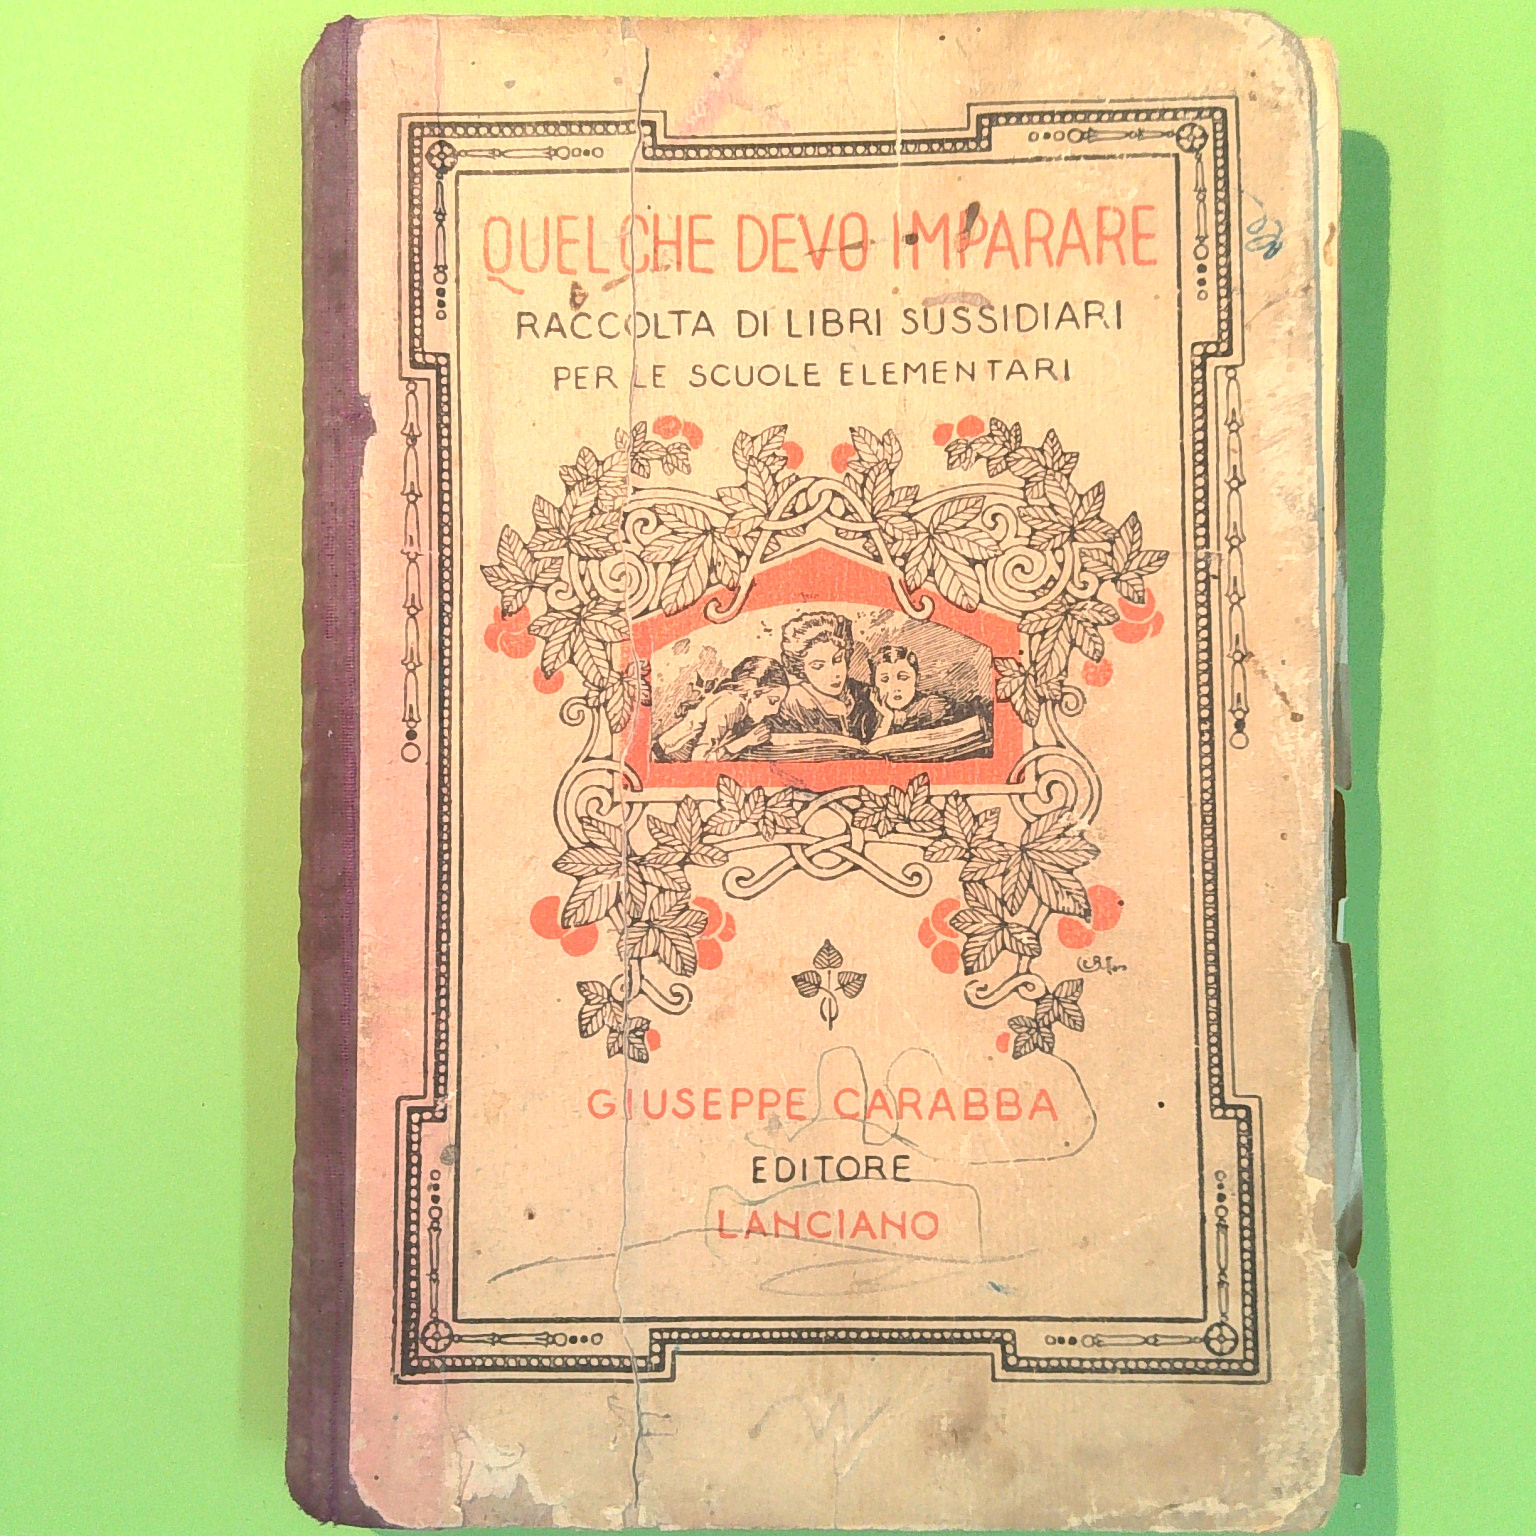 QUEL CHE DEVO IMPARARE
RACCOLTA DI LIBRI SUSSIDIARI
PER LE SCUOLE ELEMENTARI
GIUSEPPE CARABBA
EDITORE
LANCIANO